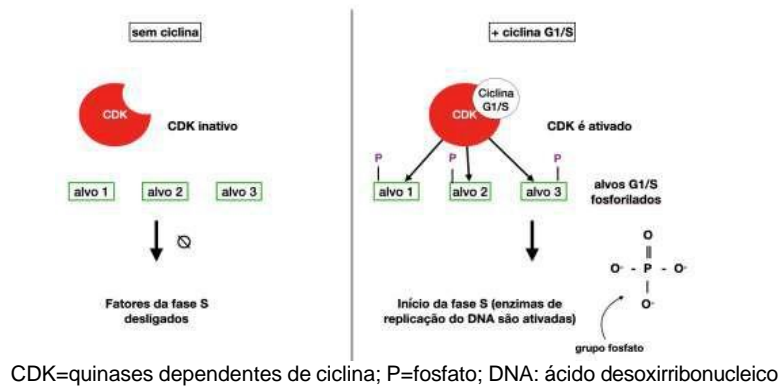 sem ciclina
CDK
CDK inativo
alvo 1 alvo 2 alvo 3
Fatores da fase S
desligados
+ ciclina G1/S
Ciclina
G1/S
CDK
CDK é ativado
P P P
alvo 1 alvo 2 alvo 3
alvos G1/S
fosforilados
Início da fase S (enzimas de
replicação do DNA são ativadas)
O
||
O- - P - O-
|
O-
grupo fosfato
CDK=quinases dependentes de ciclina; P=fosfato; DNA: ácido desoxirribonucleico